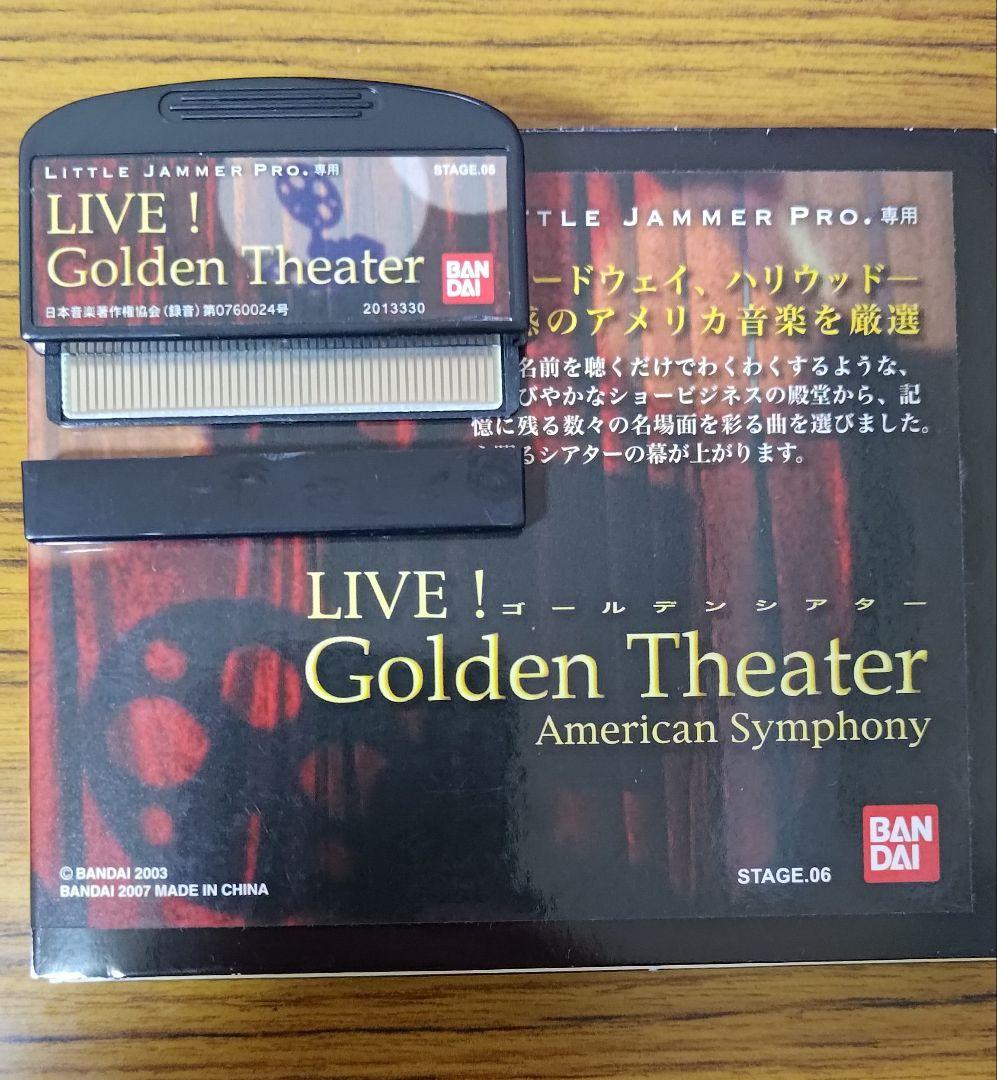 LITTLE JAMMER PRO.専用
STAGE.06
LIVE !
Golden Theater
BAN
DAI
日本音楽著作権協会(録音)第0760024号
2013330
TLE JAMMER PRO.専用
ードウェイ、ハリウッド—
のアメリカ音楽を厳選
名前を聴くだけでわくわくするような、
びやかなショービジネスの殿堂から、記
憶に残る数々の名場面を彩る曲を選びました。
るシアターの幕が上がります。
LIVE ! ゴールデンシアター
Golden Theater
American Symphony
© BANDAI 2003
BANDAI 2007 MADE IN CHINA
STAGE.06
BAN
DAI